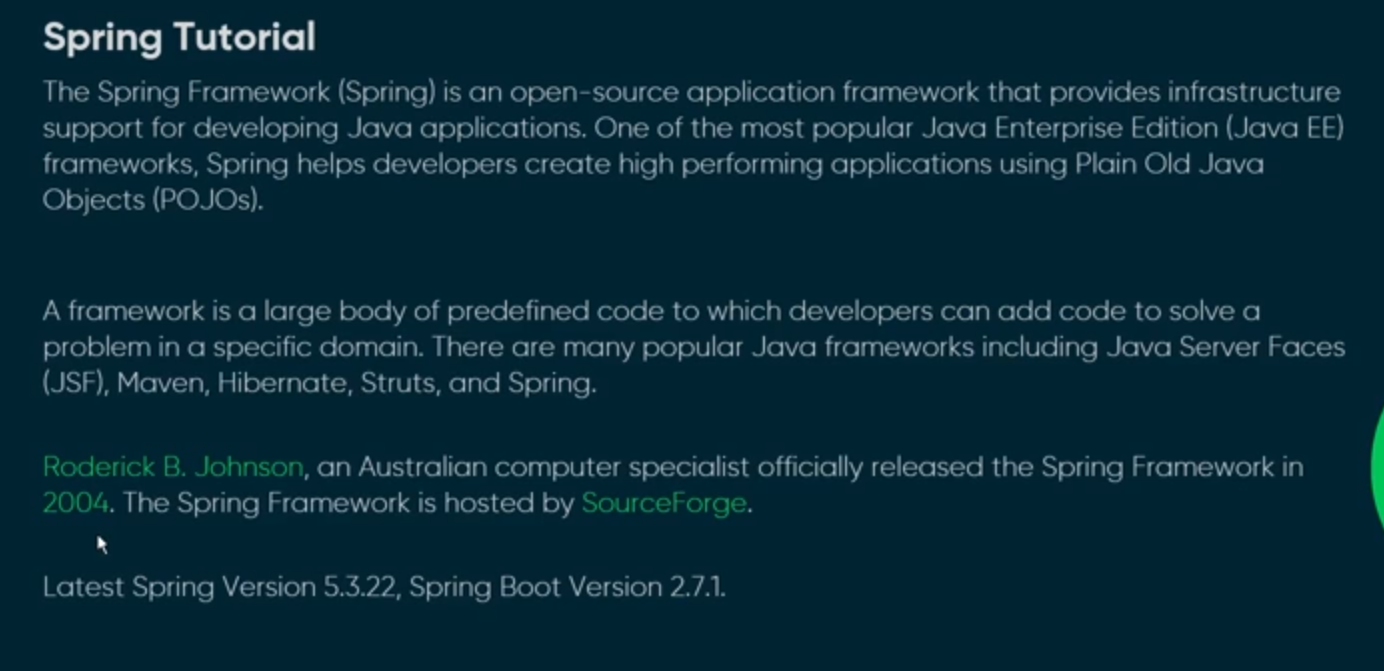 Spring Tutorial
The Spring Framework (Spring) is an open-source application framework that provides infrastructure
support for developing Java applications. One of the most popular Java Enterprise Edition (Java EE)
frameworks, Spring helps developers create high performing applications using Plain Old Java
Objects (POJOs).
A framework is a large body of predefined code to which developers can add code to solve a
problem in a specific domain. There are many popular Java frameworks including Java Server Faces
(JSF), Maven, Hibernate, Struts, and Spring.
Roderick B. Johnson, an Australian computer specialist officially released the Spring Framework in
2004. The Spring Framework is hosted by SourceForge.
Latest Spring Version 5.3.22, Spring Boot Version 2.7.1.